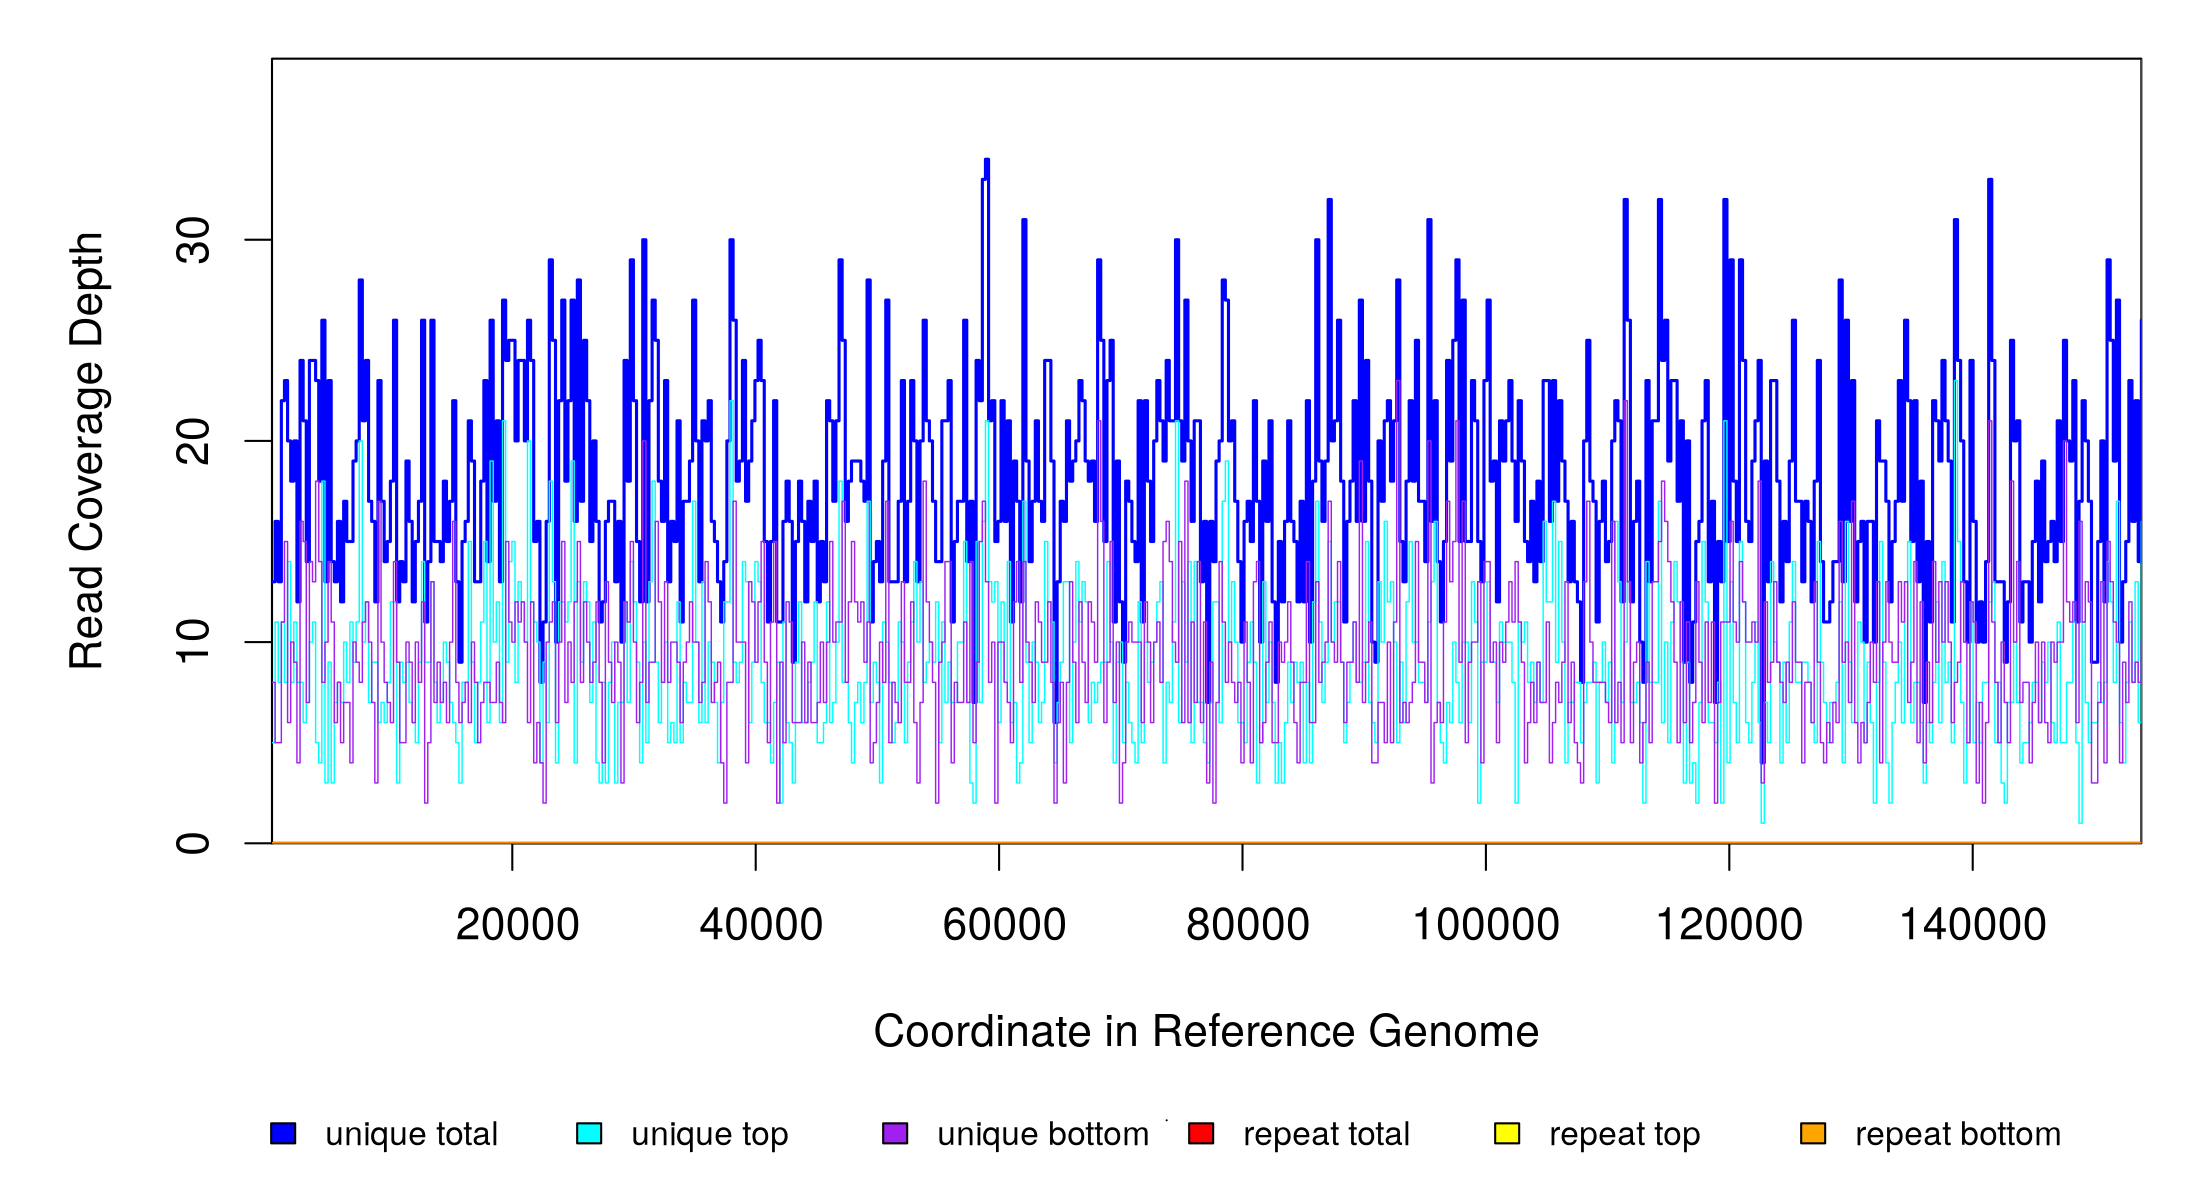 Read Coverage Depth
30
20
10
0
20000 40000 60000 80000 100000 120000 140000
Coordinate in Reference Genome
unique total unique top unique bottom repeat total repeat top repeat bottom